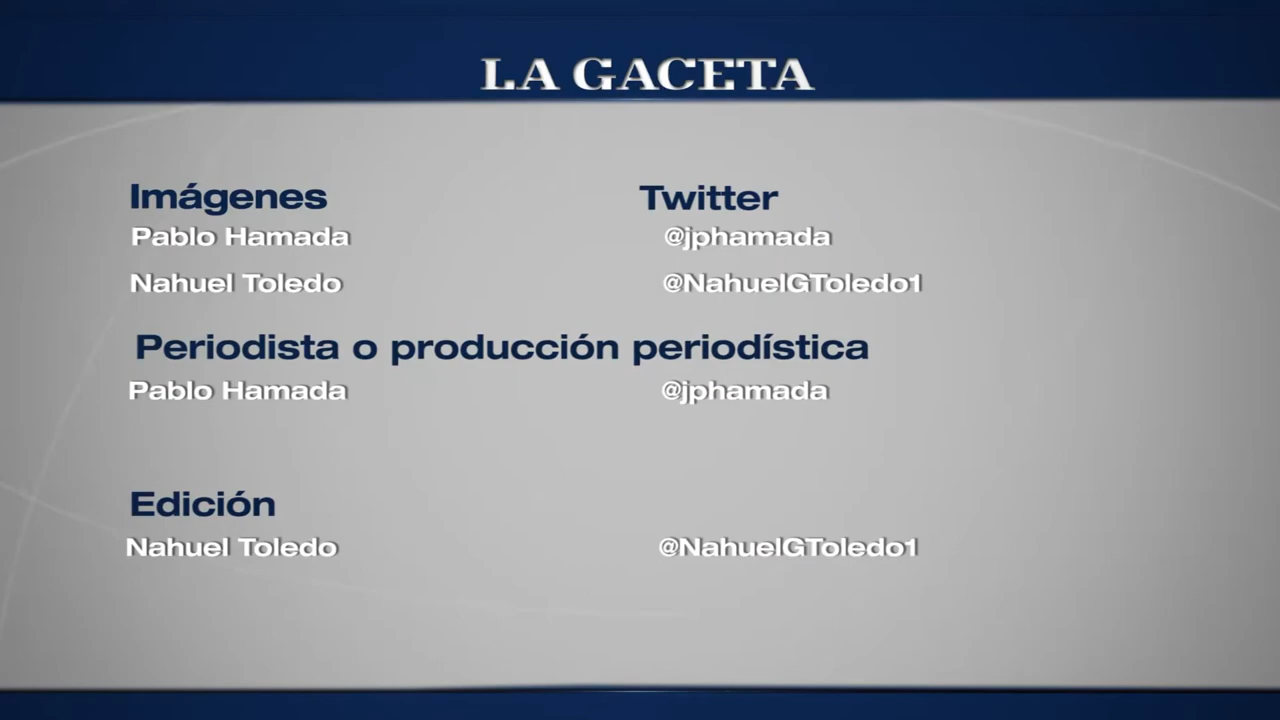 LA GACETA
Imágenes Twitter
Pablo Hamada @jphamada
Nahuel Toledo @NahuelGToledo1
Periodista o producción periodística
Pablo Hamada @jphamada
Edición
Nahuel Toledo @NahuelGToledo1